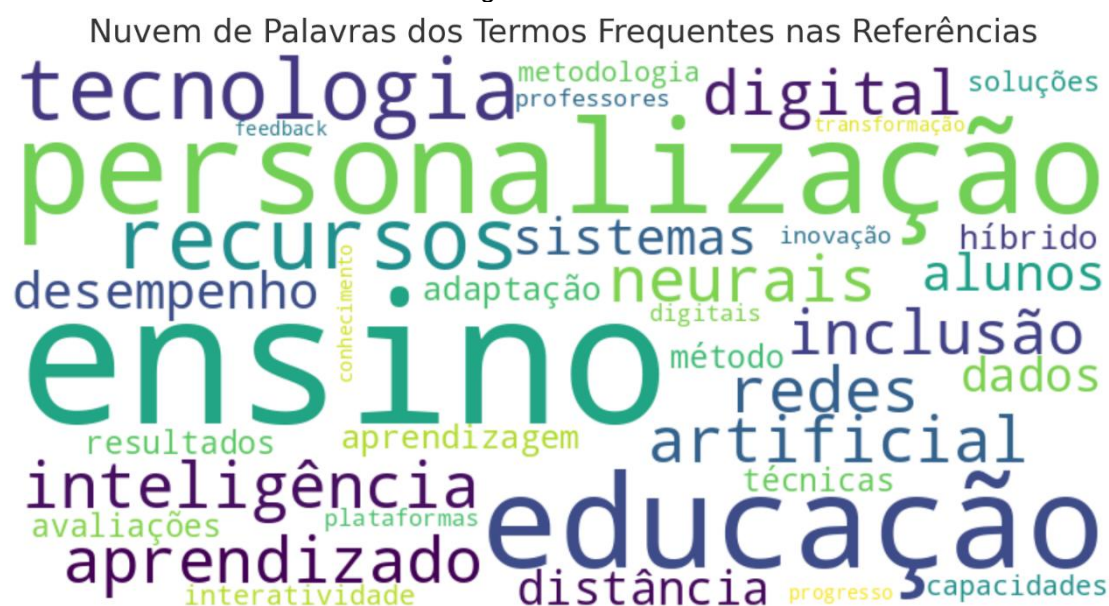 Nuvem de Palavras dos Termos Frequentes nas Referências
tecnologia metodologia digital soluções
professores
feedback transformação
personalização
recursos sistemas inovação híbrido
desempenho conhecimento adaptação neurais alunos
digitais
ensino inclusão
método
redes dados
resultados aprendizagem artificial
inteligência técnicas
avaliações plataformas educação
aprendizado
interatividade distância progresso capacidades